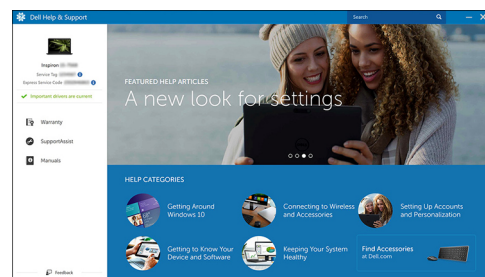 Dell Help & Support
Search
Inspiron
Service Tag
Express Service Code
Important drivers are current
Warranty
SupportAssist
Manuals
Feedback
FEATURED HELP ARTICLES
A new look for settings
HELP CATEGORIES
Getting Around
Windows 10
Connecting to Wireless
and Accessories
Setting Up Accounts
and Personalization
Getting to Know Your
Device and Software
Keeping Your System
Healthy
Find Accessories
at Dell.com